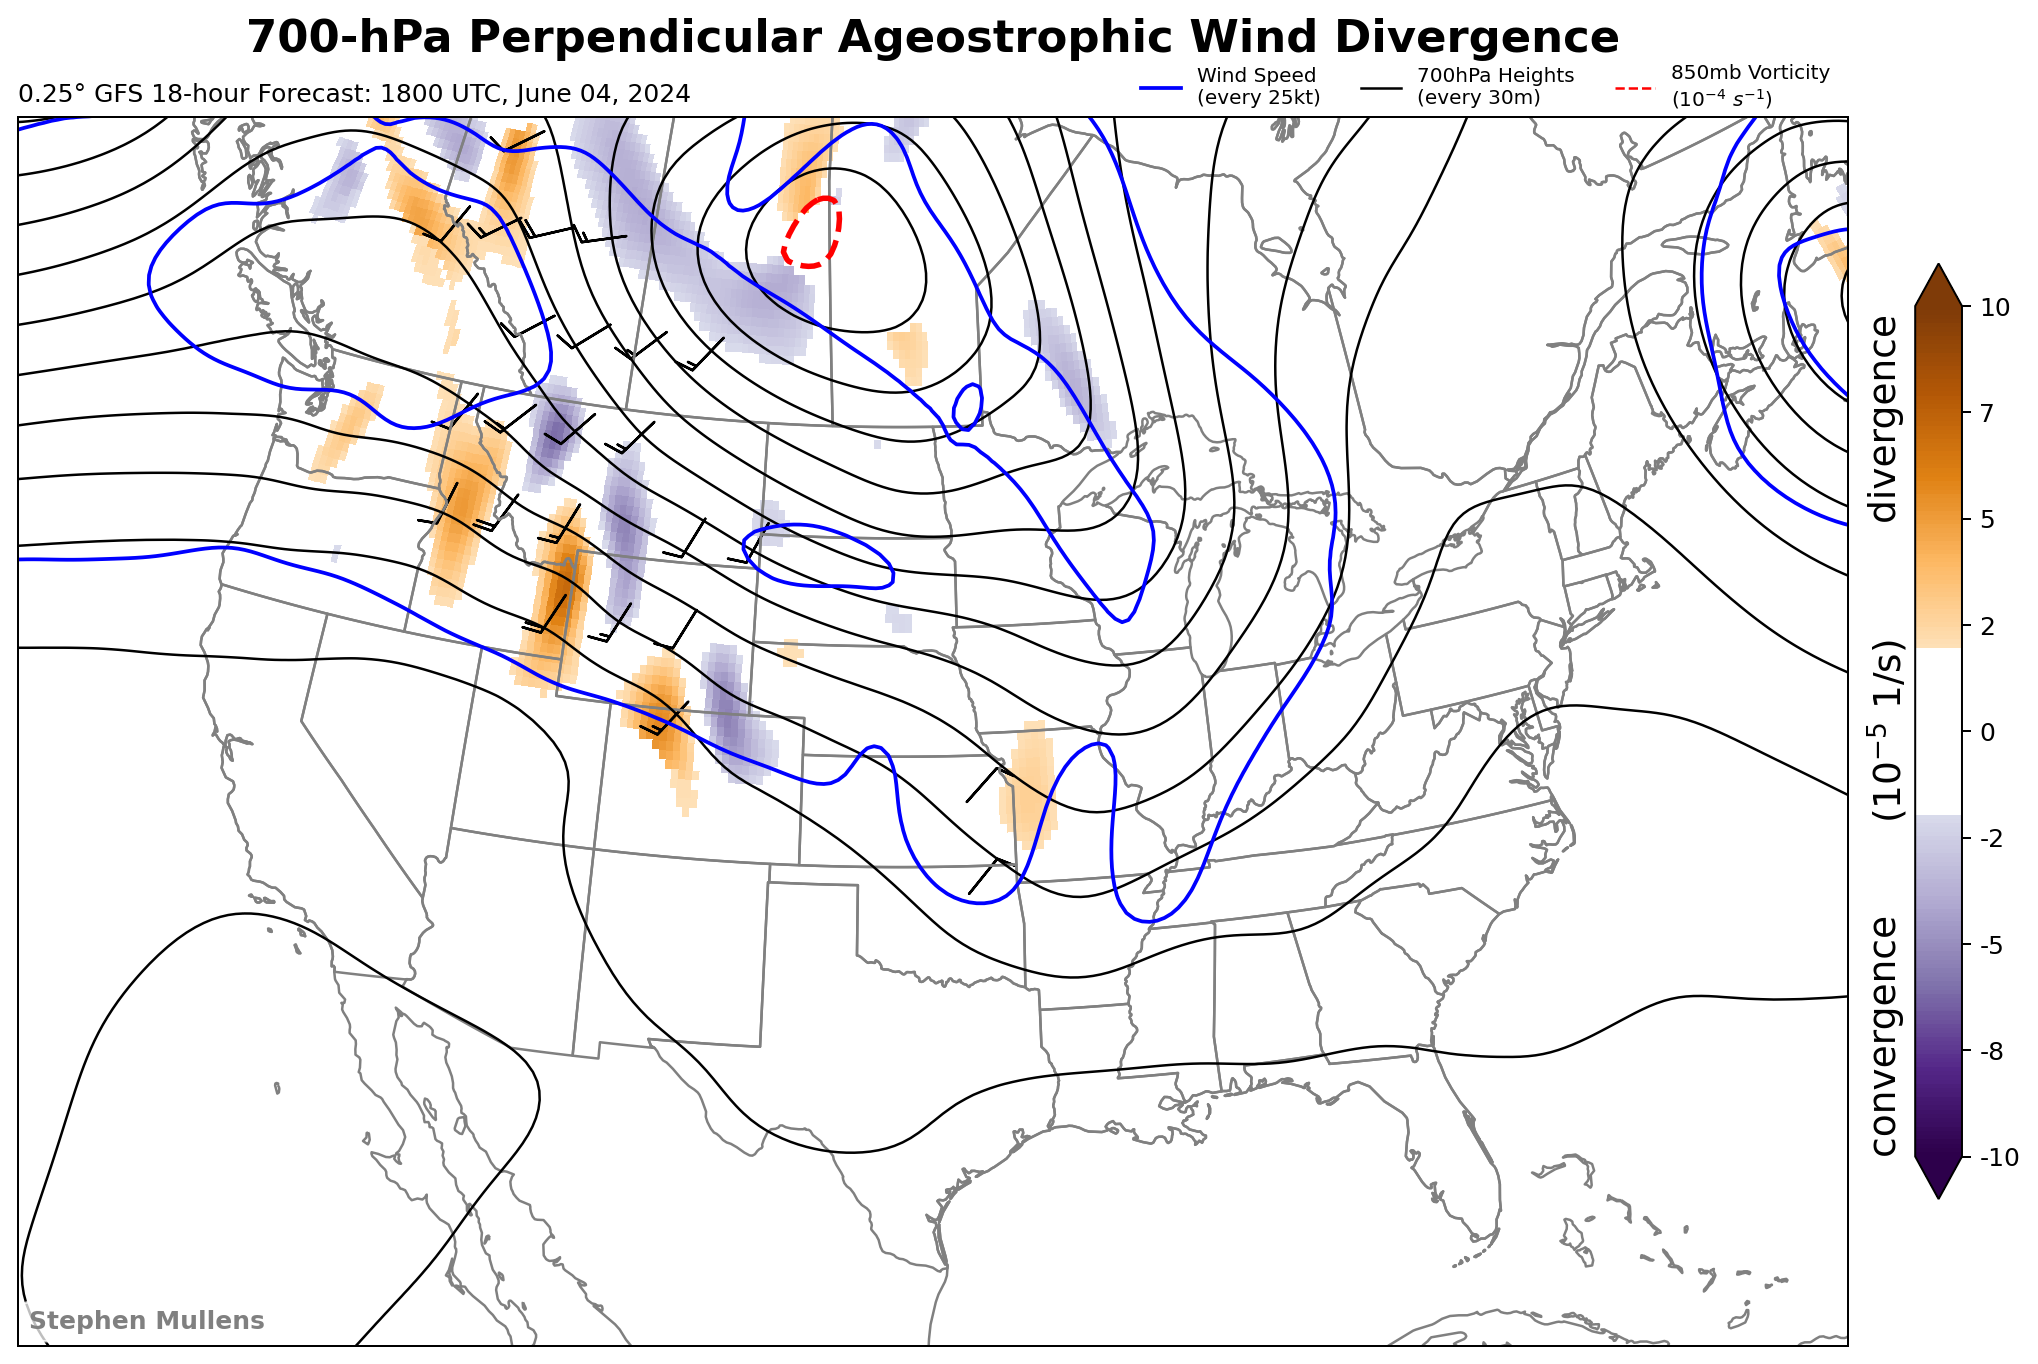 700-hPa Perpendicular Ageostrophic Wind Divergence
0.25° GFS 18-hour Forecast: 1800 UTC, June 04, 2024
Wind Speed
(every 25kt)
700hPa Heights
(every 30m)
850mb Vorticity
(10⁻⁴ s⁻¹)
10
7
5
2
0
-2
-5
-8
-10
convergence (10⁻⁵ 1/s) divergence
Stephen Mullens